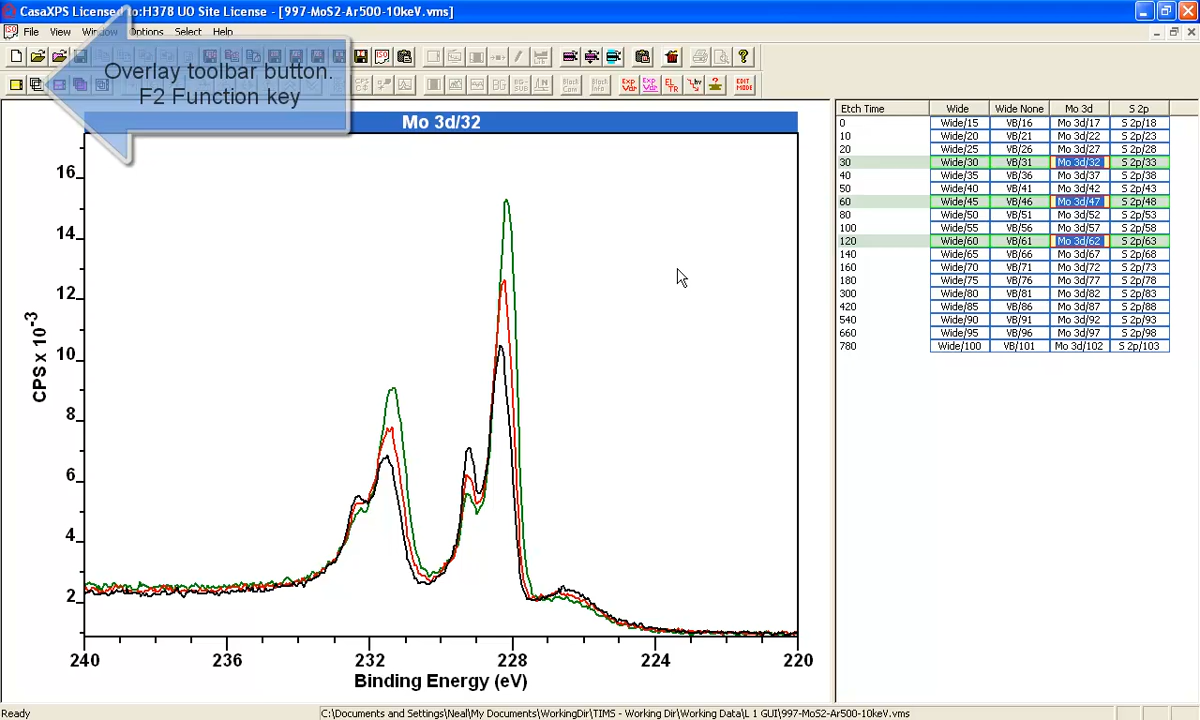 CasaXPS Licensed to:H378 UO Site License - [997-MoS2-Ar500-10keV.vms]
File View Window Options Select Help
Overlay toolbar button.
F2 Function key
Exp Var Exp Var EL TR EDIT MODE
Mo 3d/32
CPS x 10-3
16
14
12
10
8
6
4
2
240 236 232 228 224 220
Binding Energy (eV)
Etch Time Wide Wide None Mo 3d S 2p
0 Wide/15 VB/16 Mo 3d/17 S 2p/18
10 Wide/20 VB/21 Mo 3d/22 S 2p/23
20 Wide/25 VB/26 Mo 3d/27 S 2p/28
30 Wide/30 VB/31 Mo 3d/32 S 2p/33
40 Wide/35 VB/36 Mo 3d/37 S 2p/38
50 Wide/40 VB/41 Mo 3d/42 S 2p/43
60 Wide/45 VB/46 Mo 3d/47 S 2p/48
80 Wide/50 VB/51 Mo 3d/52 S 2p/53
100 Wide/55 VB/56 Mo 3d/57 S 2p/58
120 Wide/60 VB/61 Mo 3d/62 S 2p/63
140 Wide/65 VB/66 Mo 3d/67 S 2p/68
160 Wide/70 VB/71 Mo 3d/72 S 2p/73
180 Wide/75 VB/76 Mo 3d/77 S 2p/78
300 Wide/80 VB/81 Mo 3d/82 S 2p/83
420 Wide/85 VB/86 Mo 3d/87 S 2p/88
540 Wide/90 VB/91 Mo 3d/92 S 2p/93
660 Wide/95 VB/96 Mo 3d/97 S 2p/98
780 Wide/100 VB/101 Mo 3d/102 S 2p/103
Ready C:\Documents and Settings\Neal\My Documents\WorkingDir\TIMS - Working Dir\Working Data\L 1 GUI\997-MoS2-Ar500-10keV.vms